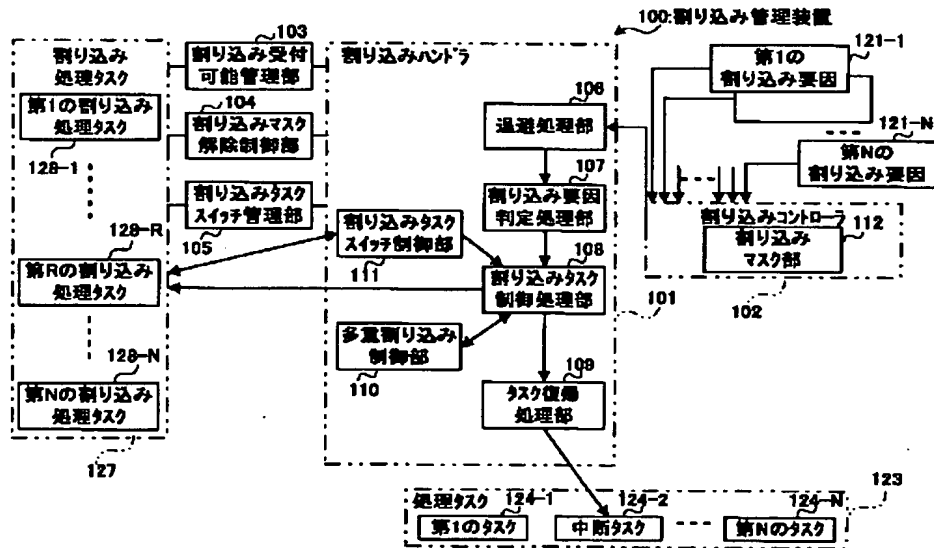 100:割り込み管理装置
割り込み
処理タスク
第1の割り込み
処理タスク
128-1
128-R
第Rの割り込み
処理タスク
128-N
第Nの割り込み
処理タスク
127
103
割り込み受付
可能管理部
104
割り込みマスク
解除制御部
割り込みタスク
スイッチ管理部
105
割り込みハンドラ
106
退避処理部
107
割り込み要因
判定処理部
割り込みタスク
スイッチ制御部
111
108
割り込みタスク
制御処理部
多重割り込み
制御部
110
109
タスク復帰
処理部
101
121-1
第1の
割り込み要因
121-N
第Nの
割り込み要因
割り込みコントローラ
112
割り込み
マスク部
102
処理タスク
124-1
第1のタスク
124-2
中断タスク
124-N
第Nのタスク
123